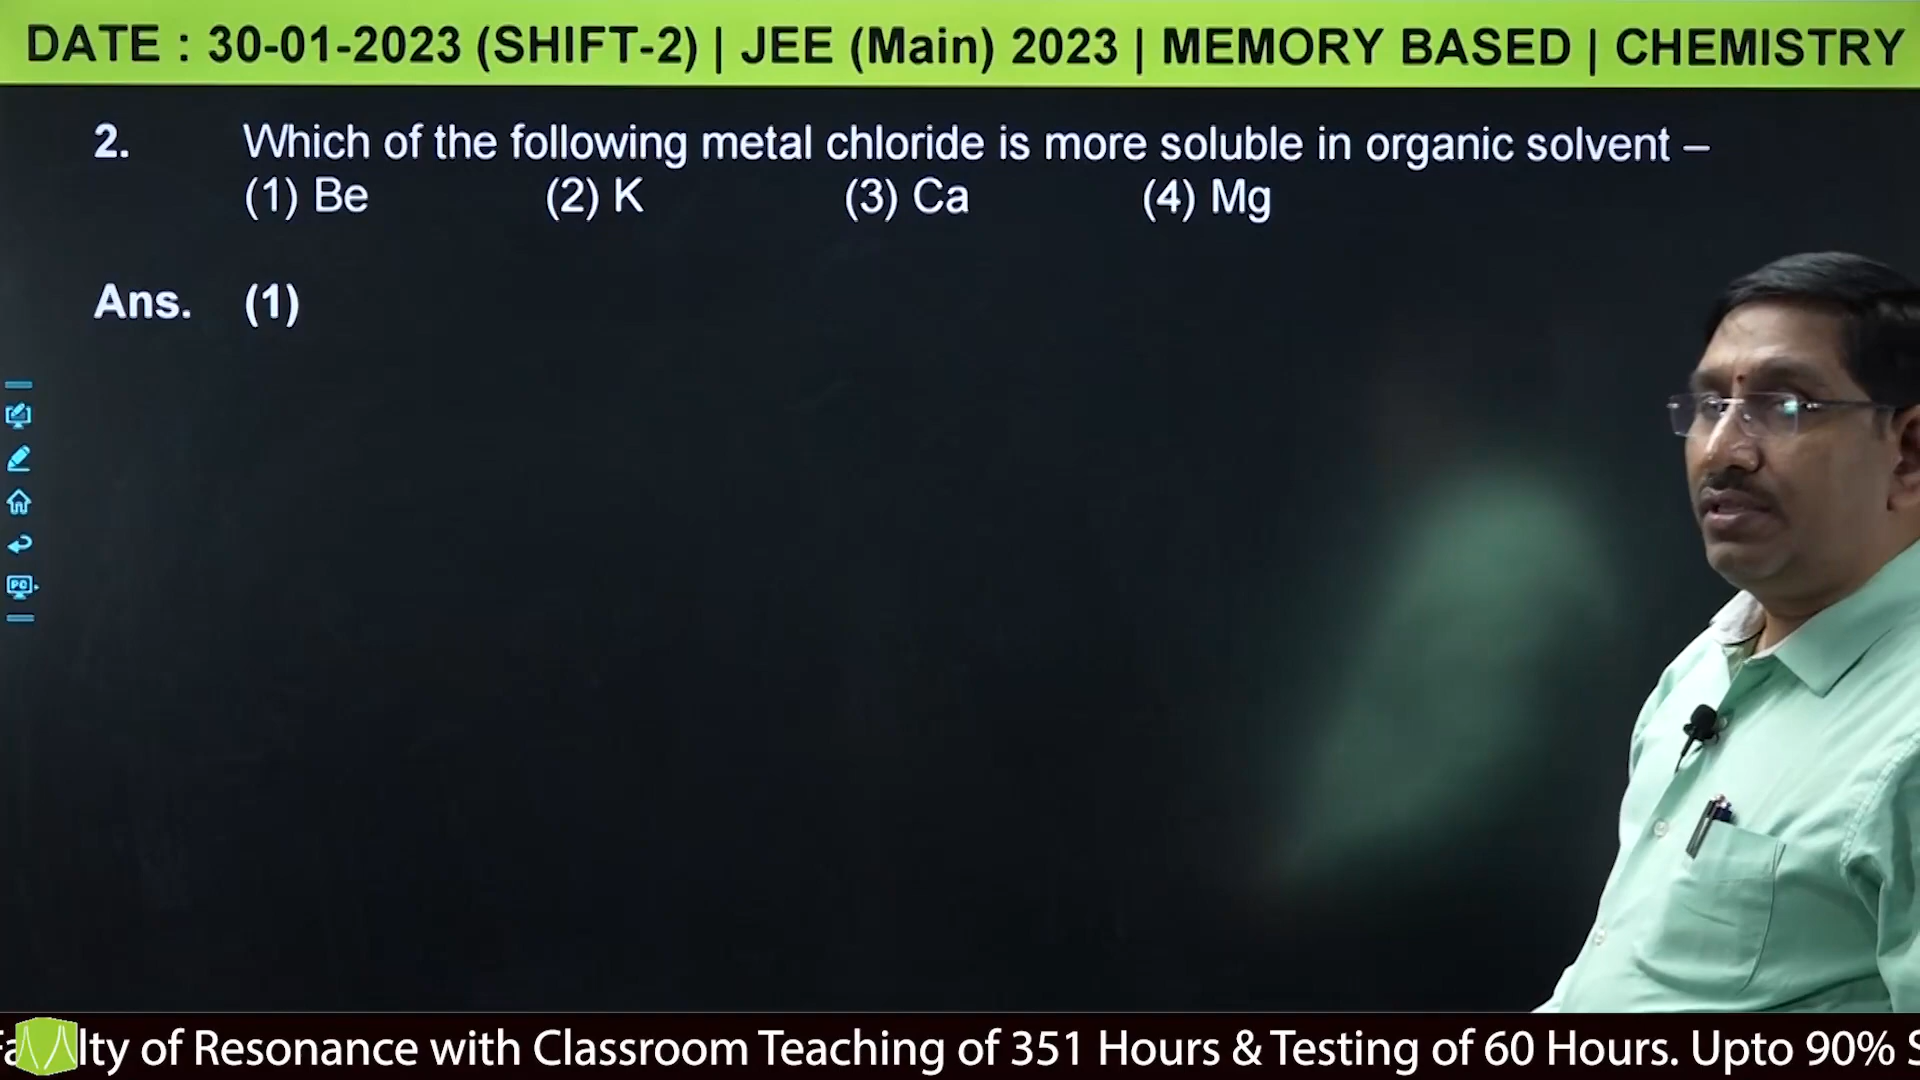 DATE : 30-01-2023 (SHIFT-2) | JEE (Main) 2023 | MEMORY BASED | CHEMISTRY
2. Which of the following metal chloride is more soluble in organic solvent –
(1) Be (2) K (3) Ca (4) Mg
Ans. (1)
PC
lty of Resonance with Classroom Teaching of 351 Hours & Testing of 60 Hours. Upto 90% S